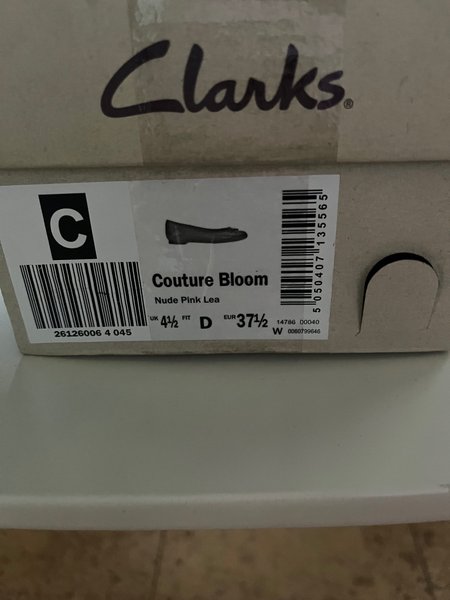 Clarks®
C
Couture Bloom
Nude Pink Lea
26126006 4 045
UK 4½ FIT D EUR 37½
14786 00040
W 0080799646
5 050407 135565